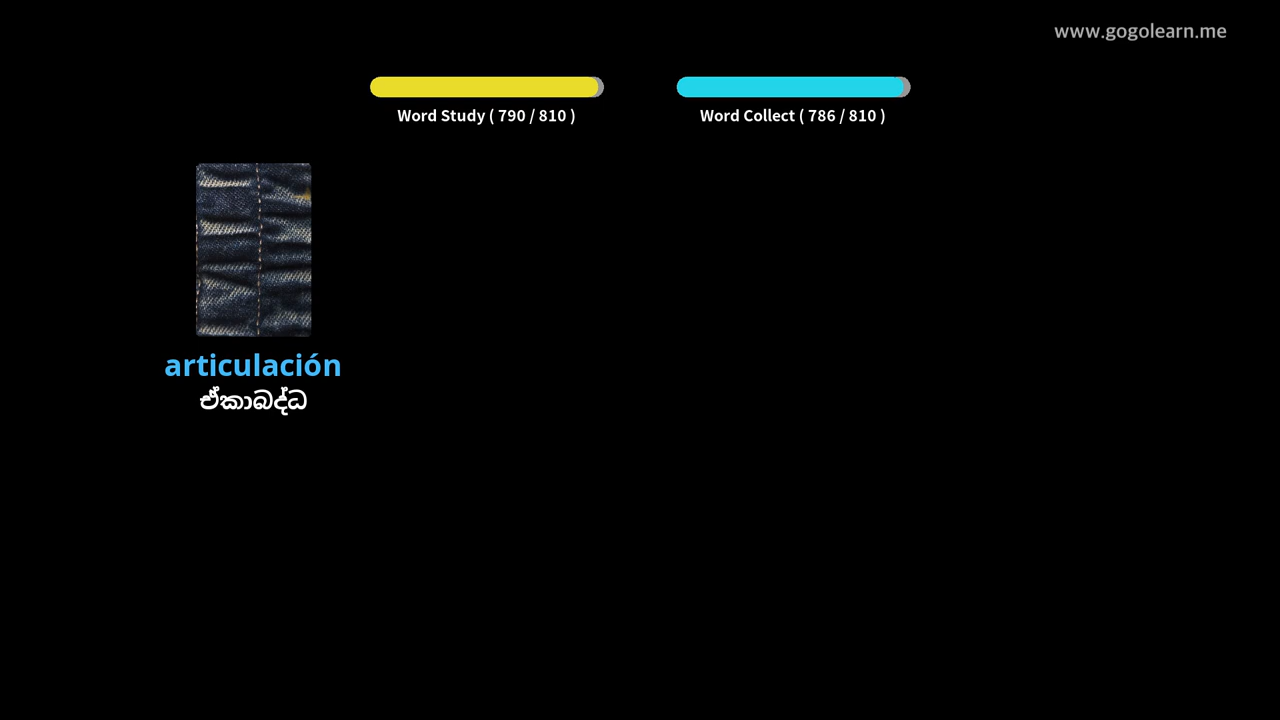 www.gogolearn.me
Word Study ( 790 / 810 )
Word Collect ( 786 / 810 )
articulación
ඒකාබද්ධ